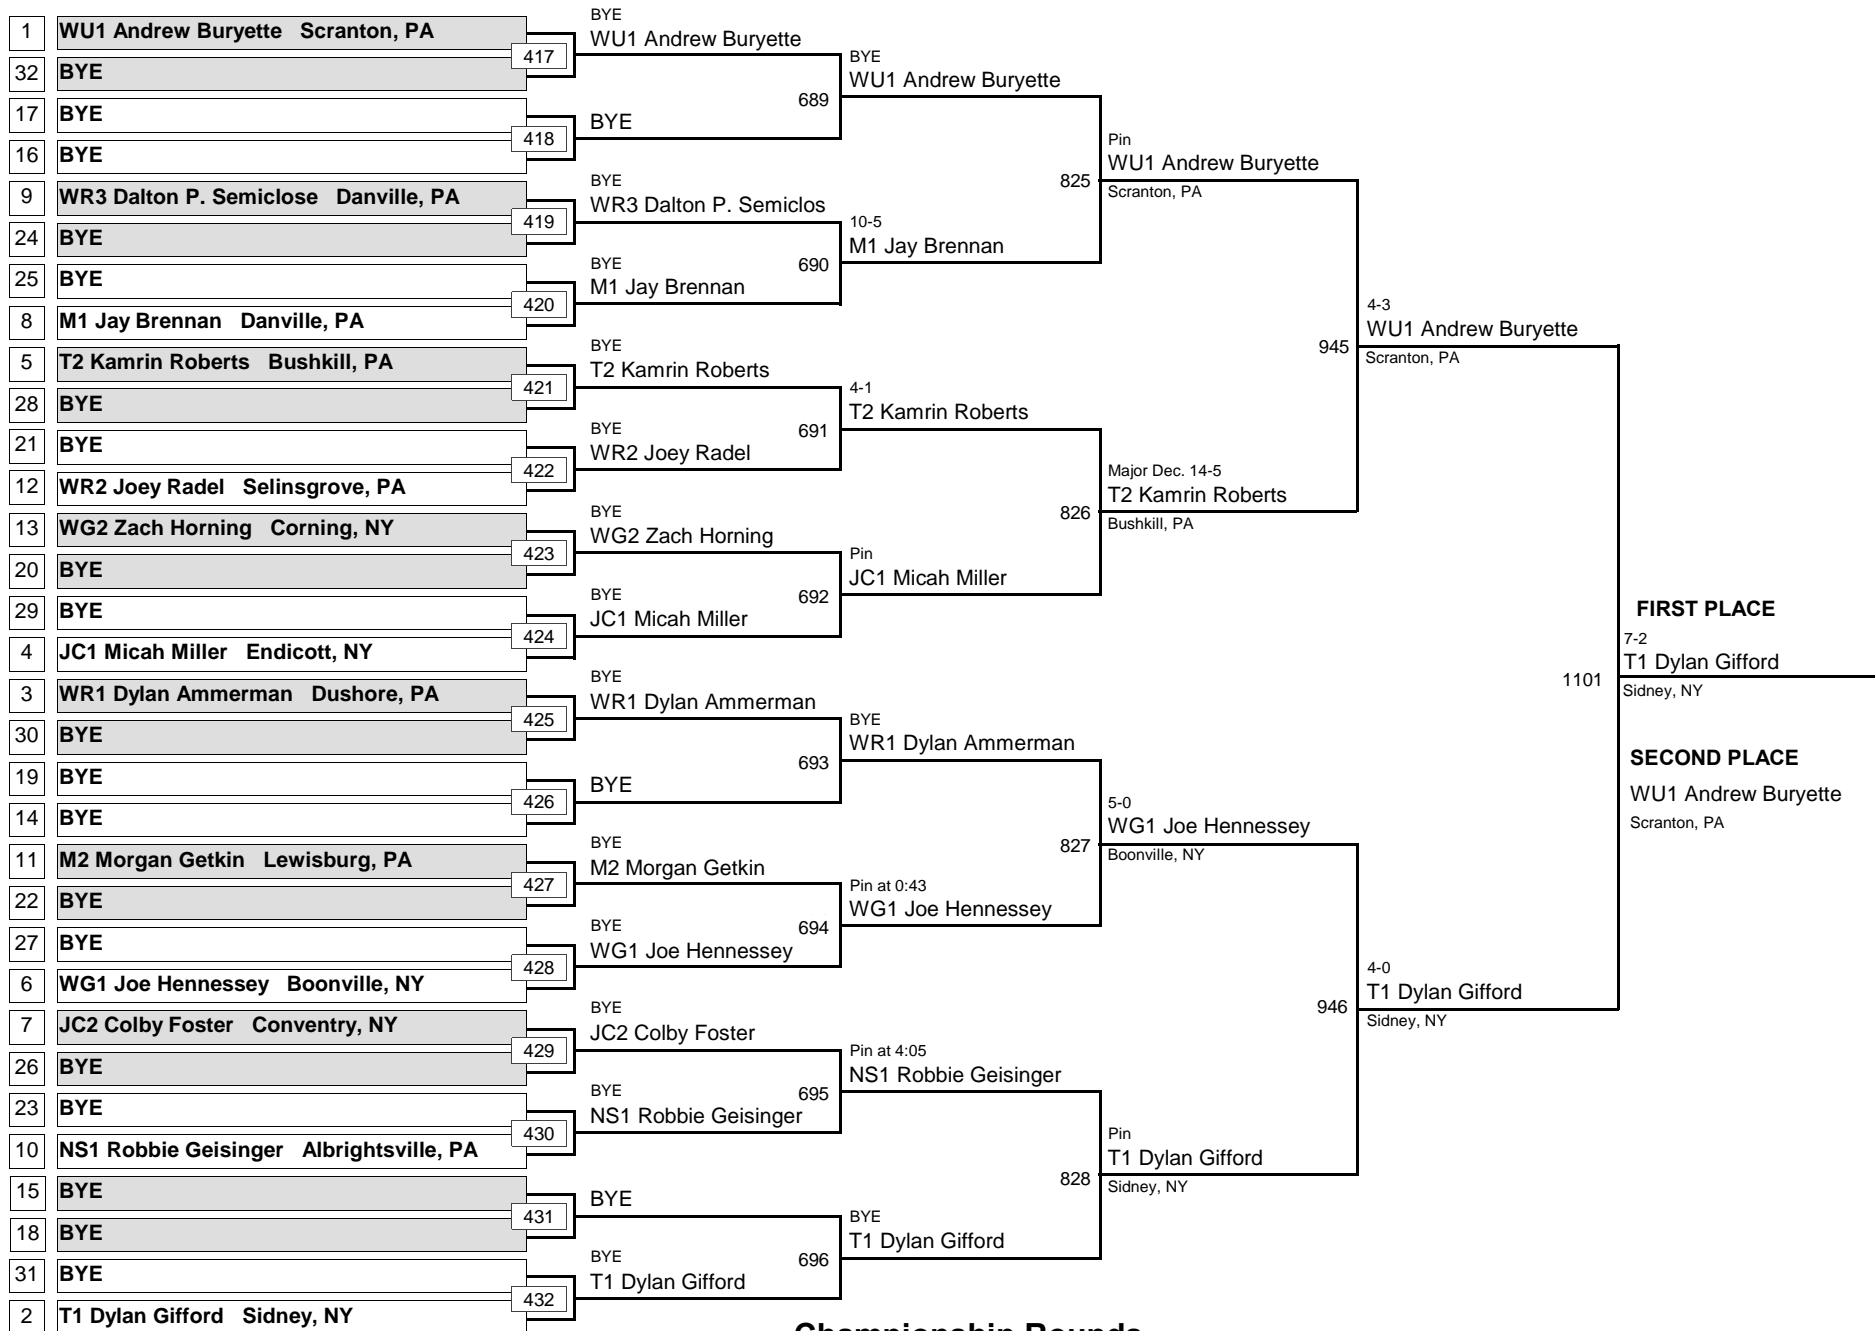 1 WU1 Andrew Buryette Scranton, PA
32 BYE
17 BYE
16 BYE
9 WR3 Dalton P. Semiclose Danville, PA
24 BYE
25 BYE
8 M1 Jay Brennan Danville, PA
5 T2 Kamrin Roberts Bushkill, PA
28 BYE
21 BYE
12 WR2 Joey Radel Selinsgrove, PA
13 WG2 Zach Horning Corning, NY
20 BYE
29 BYE
4 JC1 Micah Miller Endicott, NY
3 WR1 Dylan Ammerman Dushore, PA
30 BYE
19 BYE
14 BYE
11 M2 Morgan Getkin Lewisburg, PA
22 BYE
27 BYE
6 WG1 Joe Hennessey Boonville, NY
7 JC2 Colby Foster Conventry, NY
26 BYE
23 BYE
10 NS1 Robbie Geisinger Albrightsville, PA
15 BYE
18 BYE
31 BYE
2 T1 Dylan Gifford Sidney, NY
417
418
419
420
421
422
423
424
425
426
427
428
429
430
431
432
BYE
WU1 Andrew Buryette
BYE
BYE
WR3 Dalton P. Semiclos
BYE
M1 Jay Brennan
BYE
T2 Kamrin Roberts
BYE
WR2 Joey Radel
BYE
WG2 Zach Horning
BYE
JC1 Micah Miller
BYE
WR1 Dylan Ammerman
BYE
BYE
M2 Morgan Getkin
BYE
WG1 Joe Hennessey
BYE
JC2 Colby Foster
BYE
NS1 Robbie Geisinger
BYE
BYE
T1 Dylan Gifford
689
690
691
692
693
694
695
696
BYE
WU1 Andrew Buryette
10-5
M1 Jay Brennan
4-1
T2 Kamrin Roberts
Pin
JC1 Micah Miller
BYE
WR1 Dylan Ammerman
Pin at 0:43
WG1 Joe Hennessey
Pin at 4:05
NS1 Robbie Geisinger
BYE
T1 Dylan Gifford
825
826
827
828
Pin
WU1 Andrew Buryette
Scranton, PA
Major Dec. 14-5
T2 Kamrin Roberts
Bushkill, PA
5-0
WG1 Joe Hennessey
Boonville, NY
Pin
T1 Dylan Gifford
Sidney, NY
945
946
4-3
WU1 Andrew Buryette
Scranton, PA
4-0
T1 Dylan Gifford
Sidney, NY
1101
FIRST PLACE
7-2
T1 Dylan Gifford
Sidney, NY
SECOND PLACE
WU1 Andrew Buryette
Scranton, PA
Championship Rounds